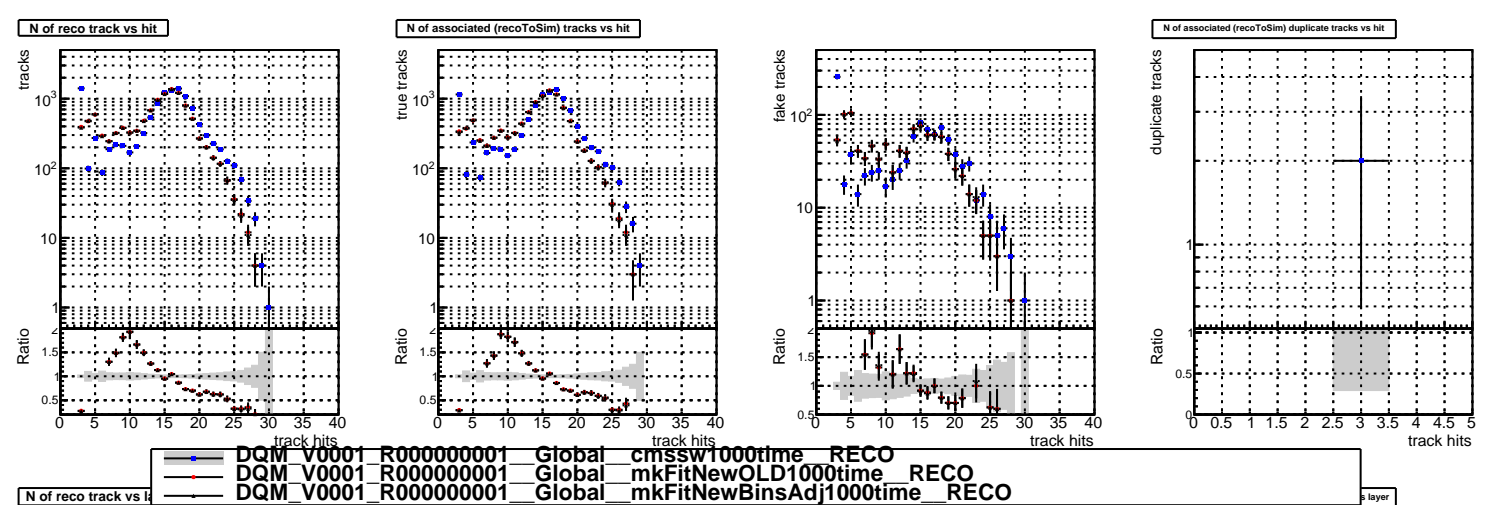 N of reco track vs hit
N of associated (recoToSim) tracks vs hit
N of associated (recoToSim) duplicate tracks vs hit
tracks
10³
10²
10
1
Ratio
2
1.5
1
0.5
0 5 10 15 20 25 30 35 40
track hits
true tracks
10³
10²
10
1
Ratio
2
1.5
1
0.5
0 5 10 15 20 25 30 35 40
track hits
fake tracks
10²
10
1
Ratio
2
1.5
1
0.5
0 5 10 15 20 25 30 35 40
track hits
duplicate tracks
1
Ratio
1
0.5
0
0 0.5 1 1.5 2 2.5 3 3.5 4 4.5 5
track hits
DQM_V0001_R000000001__Global__cmssw1000time__RECO
DQM_V0001_R000000001__Global__mkFitNewOLD1000time__RECO
DQM_V0001_R000000001__Global__mkFitNewBinsAdj1000time__RECO
N of reco track vs
layer